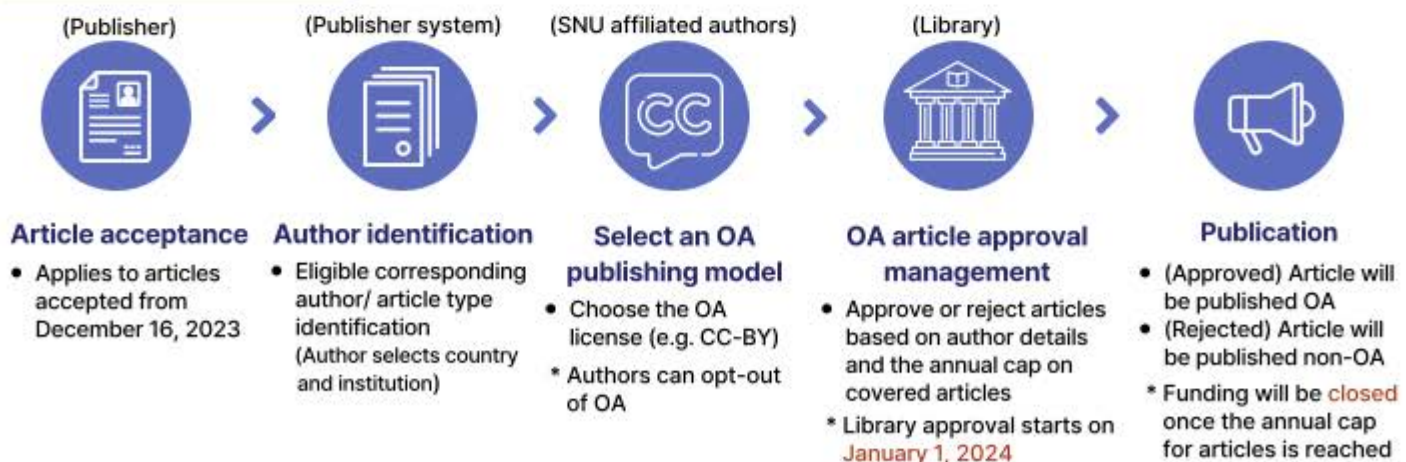 (Publisher)
(Publisher system)
(SNU affiliated authors)
(Library)
CC
Article acceptance
• Applies to articles
accepted from
December 16, 2023
Author identification
• Eligible corresponding
author/ article type
identification
(Author selects country
and institution)
Select an OA
publishing model
• Choose the OA
license (e.g. CC-BY)
* Authors can opt-out
of OA
OA article approval
management
• Approve or reject articles
based on author details
and the annual cap on
covered articles
* Library approval starts on
January 1, 2024
Publication
• (Approved) Article will
be published OA
• (Rejected) Article will
be published non-OA
* Funding will be closed
once the annual cap
for articles is reached